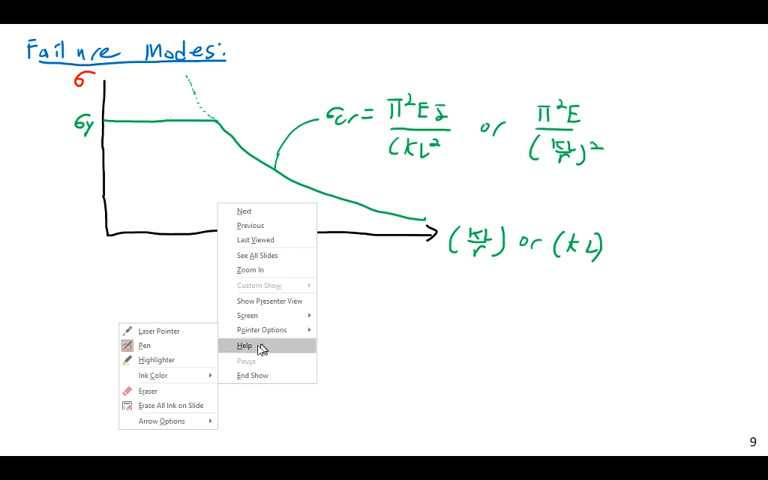 Failure Modes:
σ
σy
σcr = π²EI / (KL² or π²E / (KL/r)²
(KL/r) or (KL)
Next
Previous
Last Viewed
See All Slides
Zoom In
Custom Show
Show Presenter View
Screen
Pointer Options
Help
Pause
End Show
Laser Pointer
Pen
Highlighter
Ink Color
Eraser
Erase All Ink on Slide
Arrow Options
9